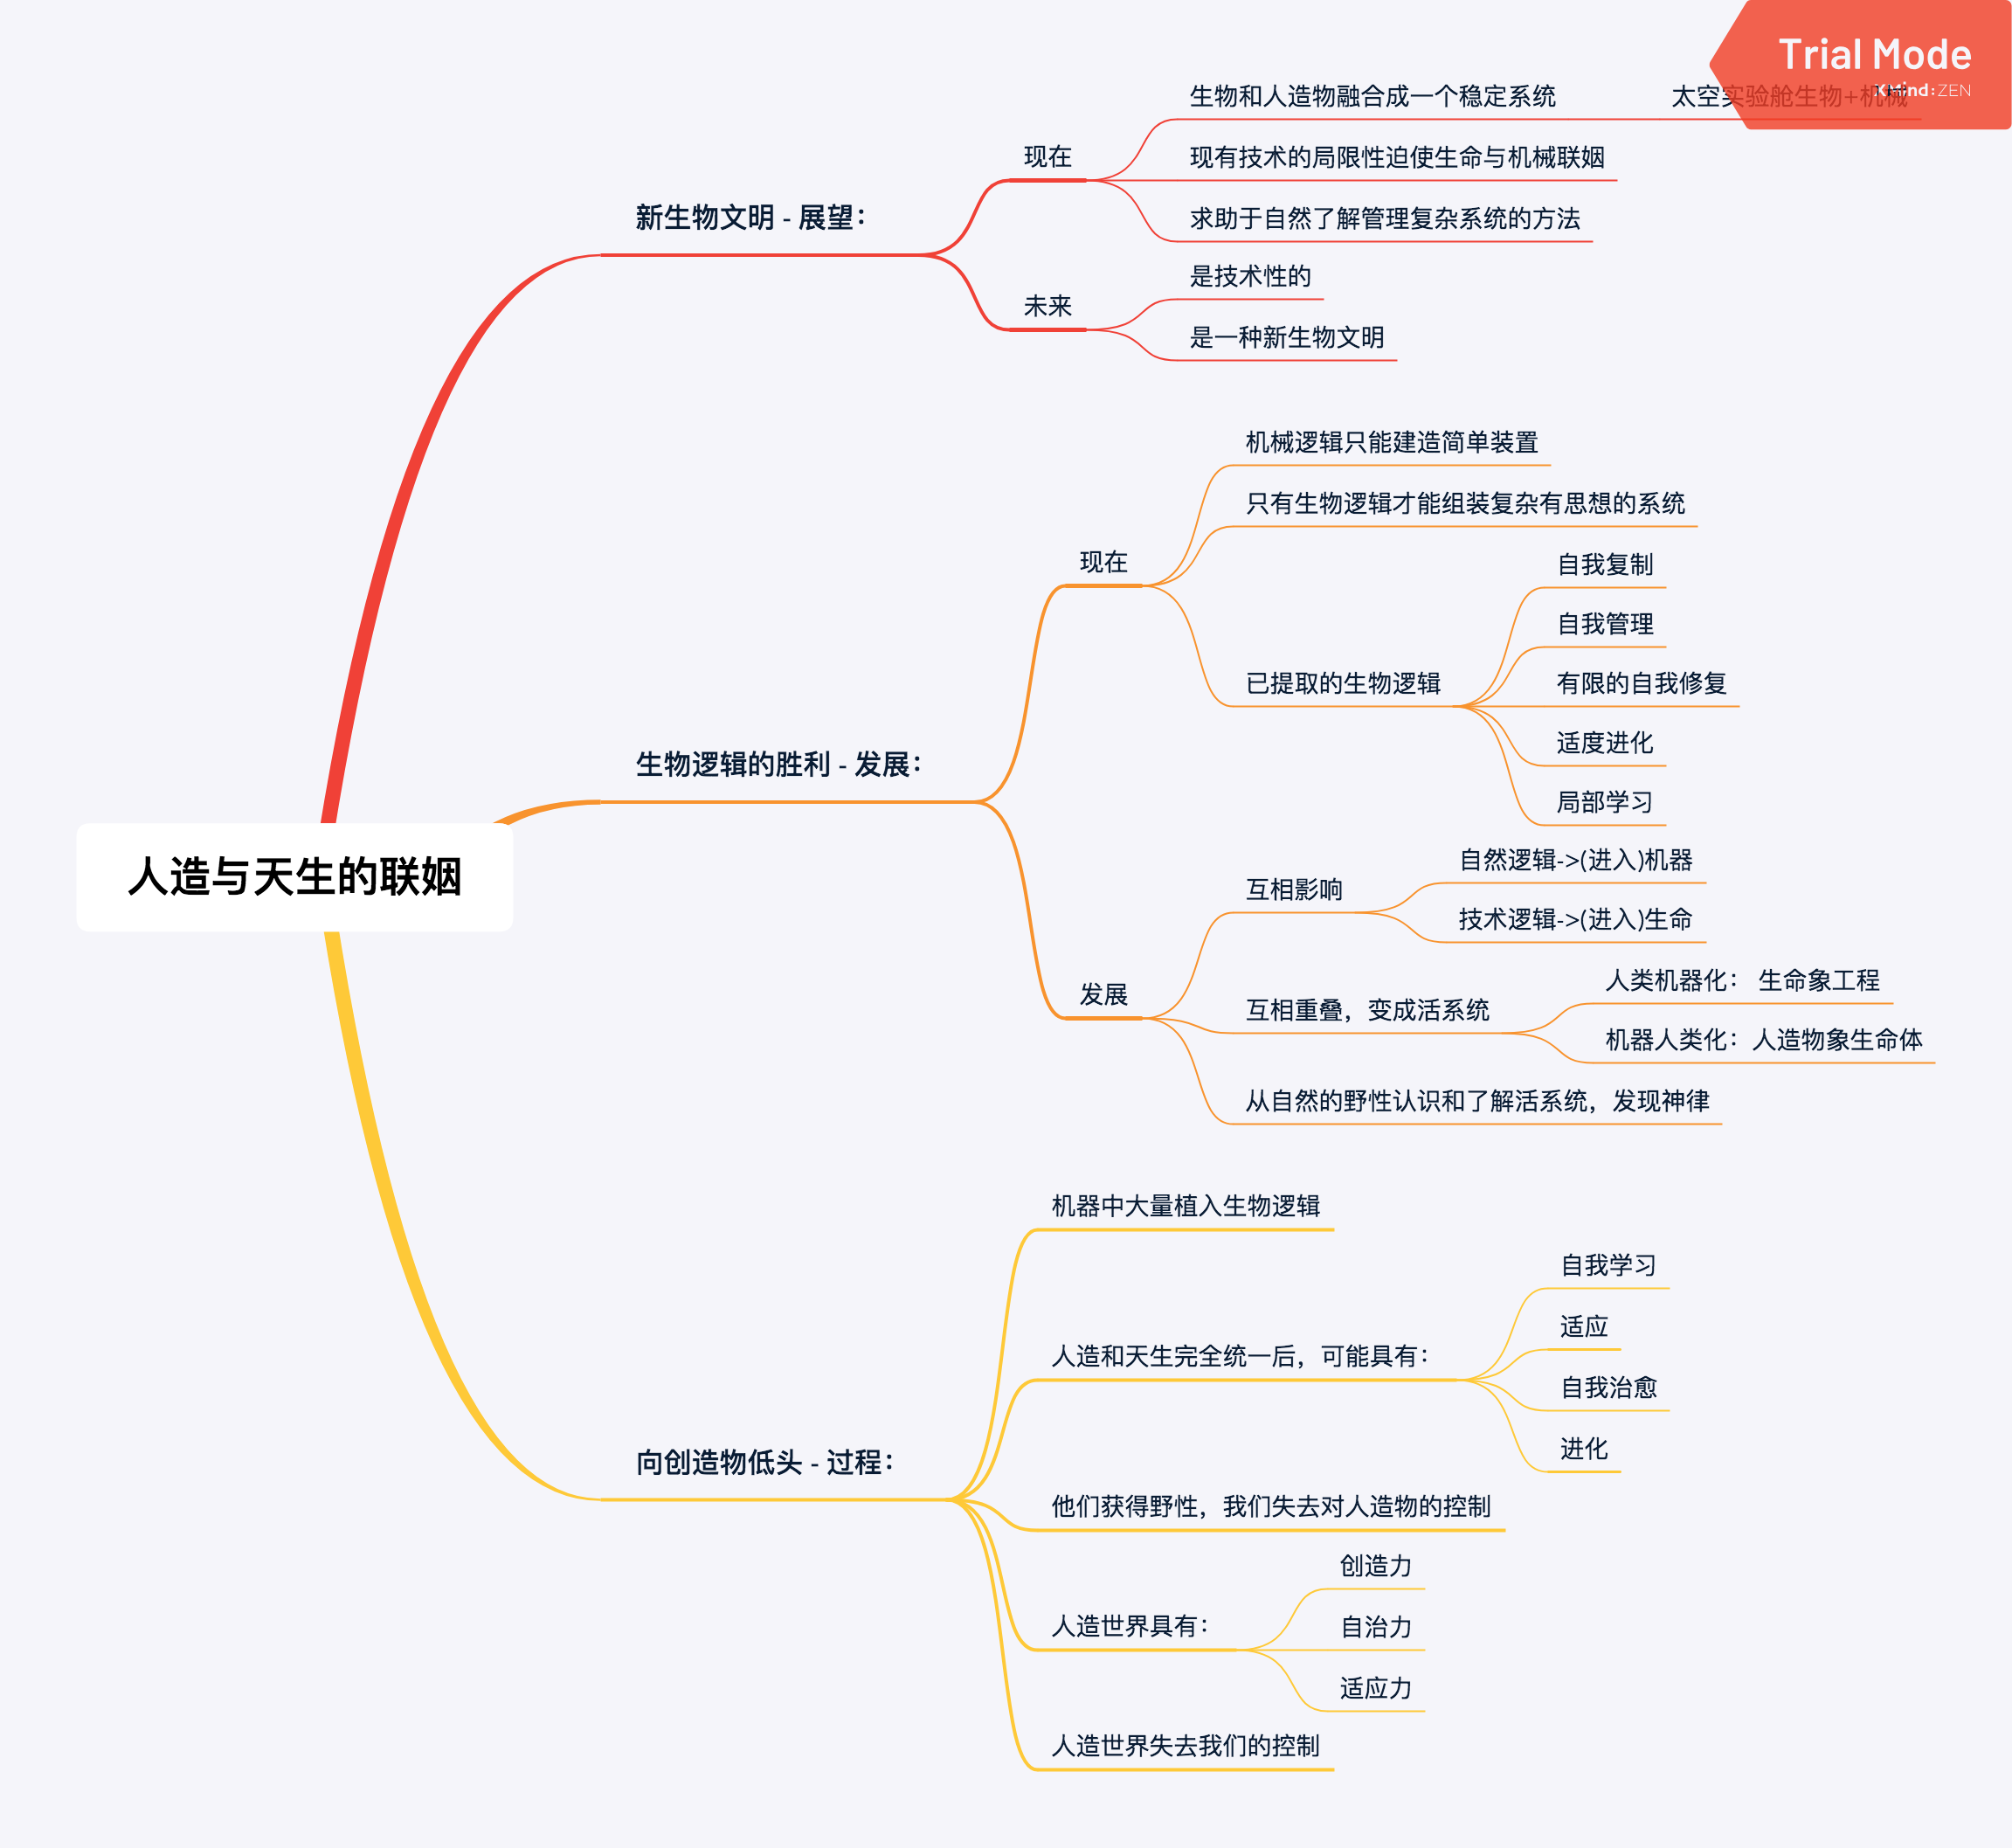 Trial Mode
XMind:ZEN
人造与天生的联姻
新生物文明 - 展望：
现在
生物和人造物融合成一个稳定系统
太空实验舱生物+机械
现有技术的局限性迫使生命与机械联姻
求助于自然了解管理复杂系统的方法
未来
是技术性的
是一种新生物文明
生物逻辑的胜利 - 发展：
现在
机械逻辑只能建造简单装置
只有生物逻辑才能组装复杂有思想的系统
已提取的生物逻辑
自我复制
自我管理
有限的自我修复
适度进化
局部学习
发展
互相影响
自然逻辑->(进入)机器
技术逻辑->(进入)生命
互相重叠，变成活系统
人类机器化： 生命象工程
机器人类化：人造物象生命体
从自然的野性认识和了解活系统，发现神律
向创造物低头 - 过程：
机器中大量植入生物逻辑
人造和天生完全统一后，可能具有：
自我学习
适应
自我治愈
进化
他们获得野性，我们失去对人造物的控制
人造世界具有：
创造力
自治力
适应力
人造世界失去我们的控制